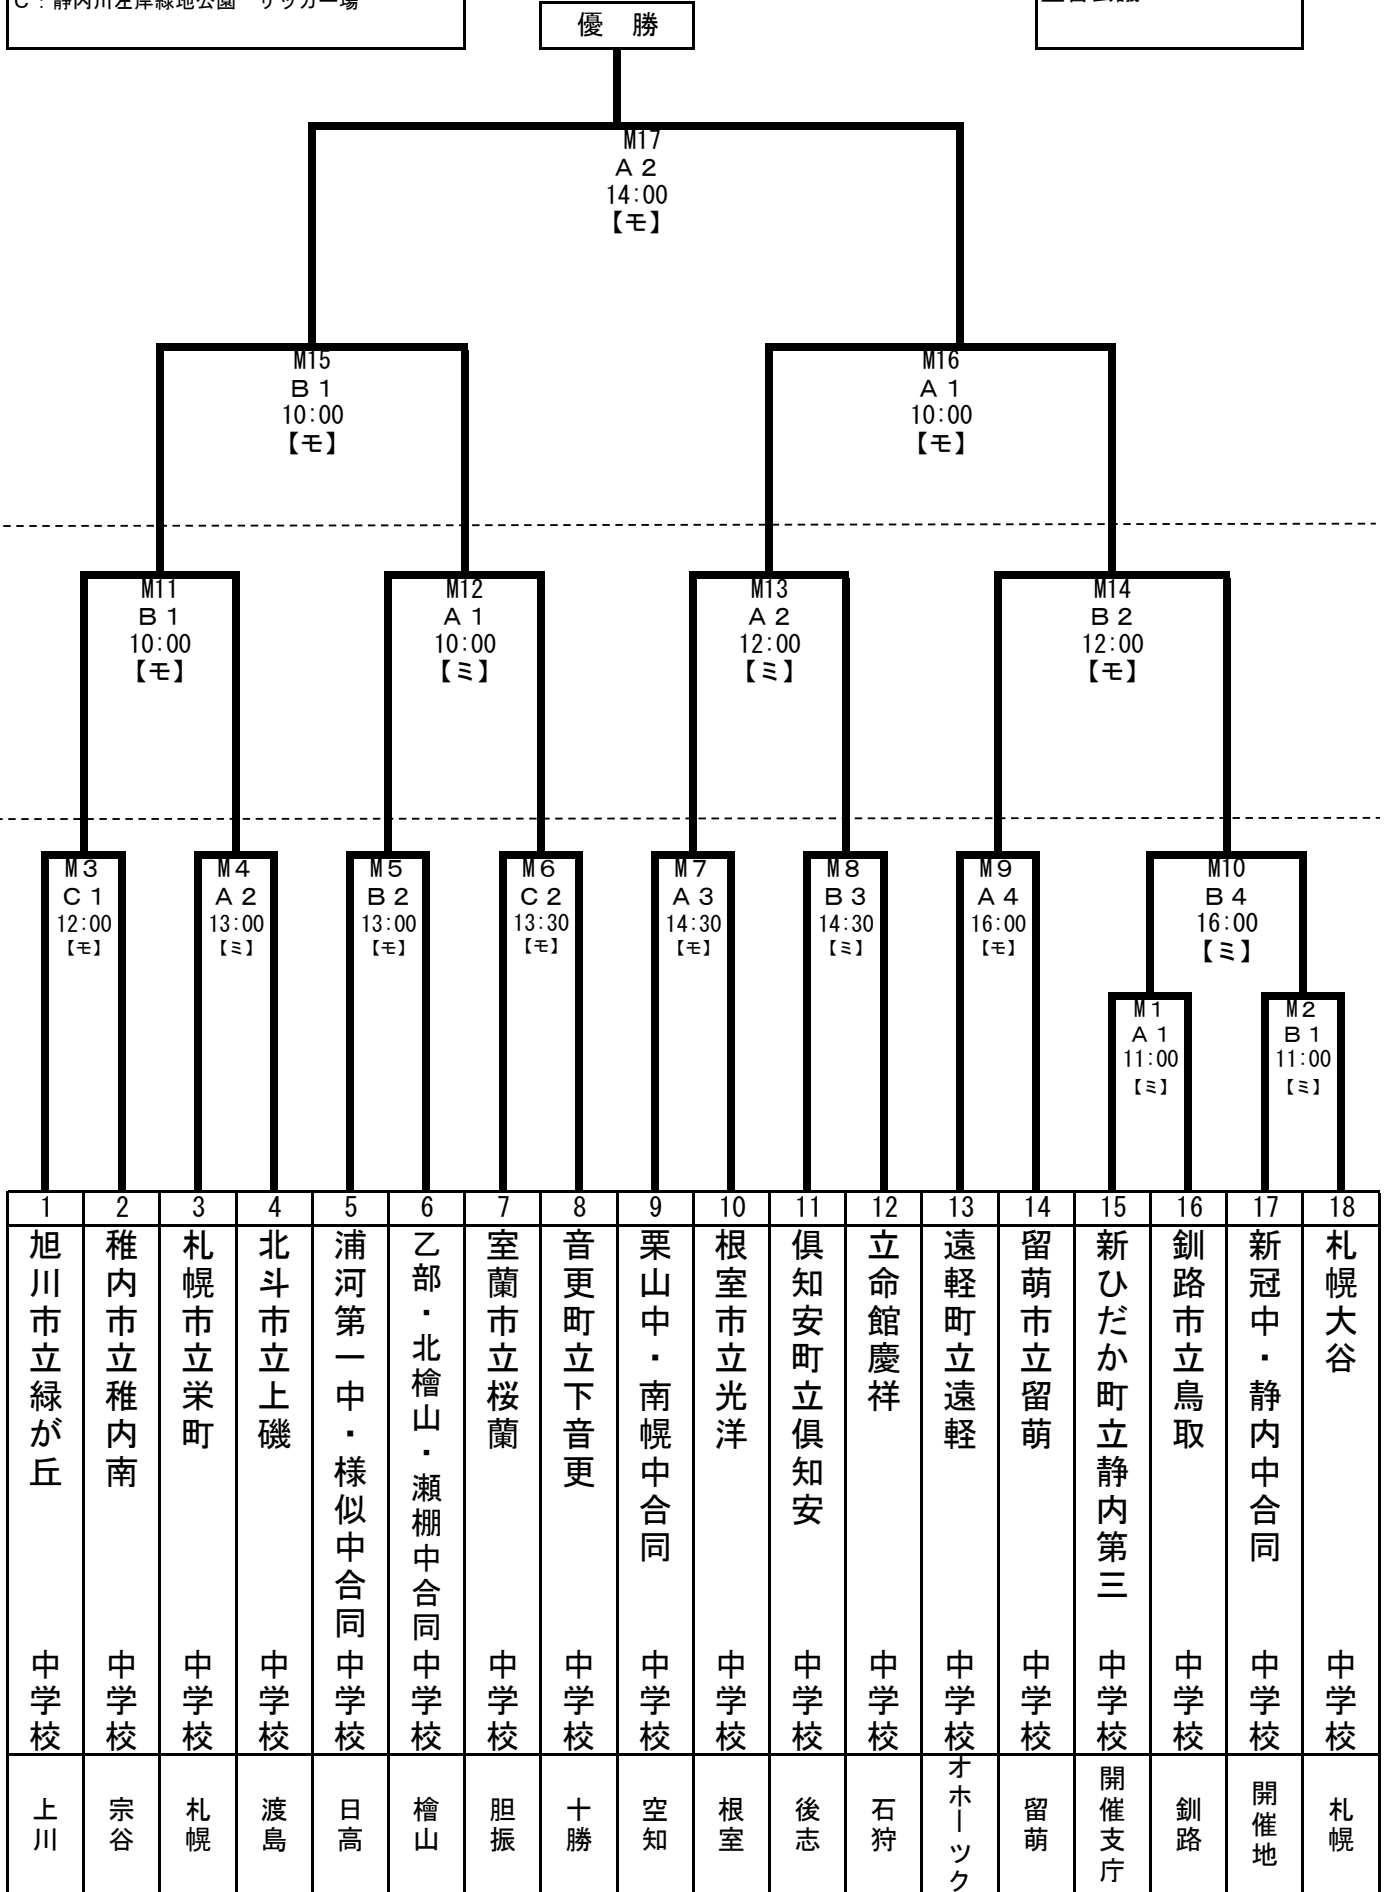 C：静内川左岸緑地公園　サッカー場
優　勝
M17
A 2
14:00
【モ】
M15
B 1
10:00
【モ】
M16
A 1
10:00
【モ】
M11
B 1
10:00
【モ】
M12
A 1
10:00
【ミ】
M13
A 2
12:00
【ミ】
M14
B 2
12:00
【モ】
M3
C 1
12:00
【モ】
M4
A 2
13:00
【ミ】
M5
B 2
13:00
【モ】
M6
C 2
13:30
【モ】
M7
A 3
14:30
【モ】
M8
B 3
14:30
【ミ】
M9
A 4
16:00
【モ】
M10
B 4
16:00
【ミ】
M1
A 1
11:00
【ミ】
M2
B 1
11:00
【ミ】
1
旭川市立緑が丘　中学校
上川
2
稚内市立稚内南　中学校
宗谷
3
札幌市立栄町　中学校
札幌
4
北斗市立上磯　中学校
渡島
5
浦河第一中・様似中合同　中学校
日高
6
乙部・北檜山・瀬棚中合同　中学校
檜山
7
室蘭市立桜蘭　中学校
胆振
8
音更町立下音更　中学校
十勝
9
栗山中・南幌中合同　中学校
空知
10
根室市立光洋　中学校
根室
11
倶知安町立倶知安　中学校
後志
12
立命館慶祥　中学校
石狩
13
遠軽町立遠軽　中学校
オホーツク
14
留萌市立留萌　中学校
留萌
15
新ひだか町立静内第三　中学校
開催支庁
16
釧路市立鳥取　中学校
釧路
17
新冠中・静内中合同　中学校
開催地
18
札幌大谷　中学校
札幌